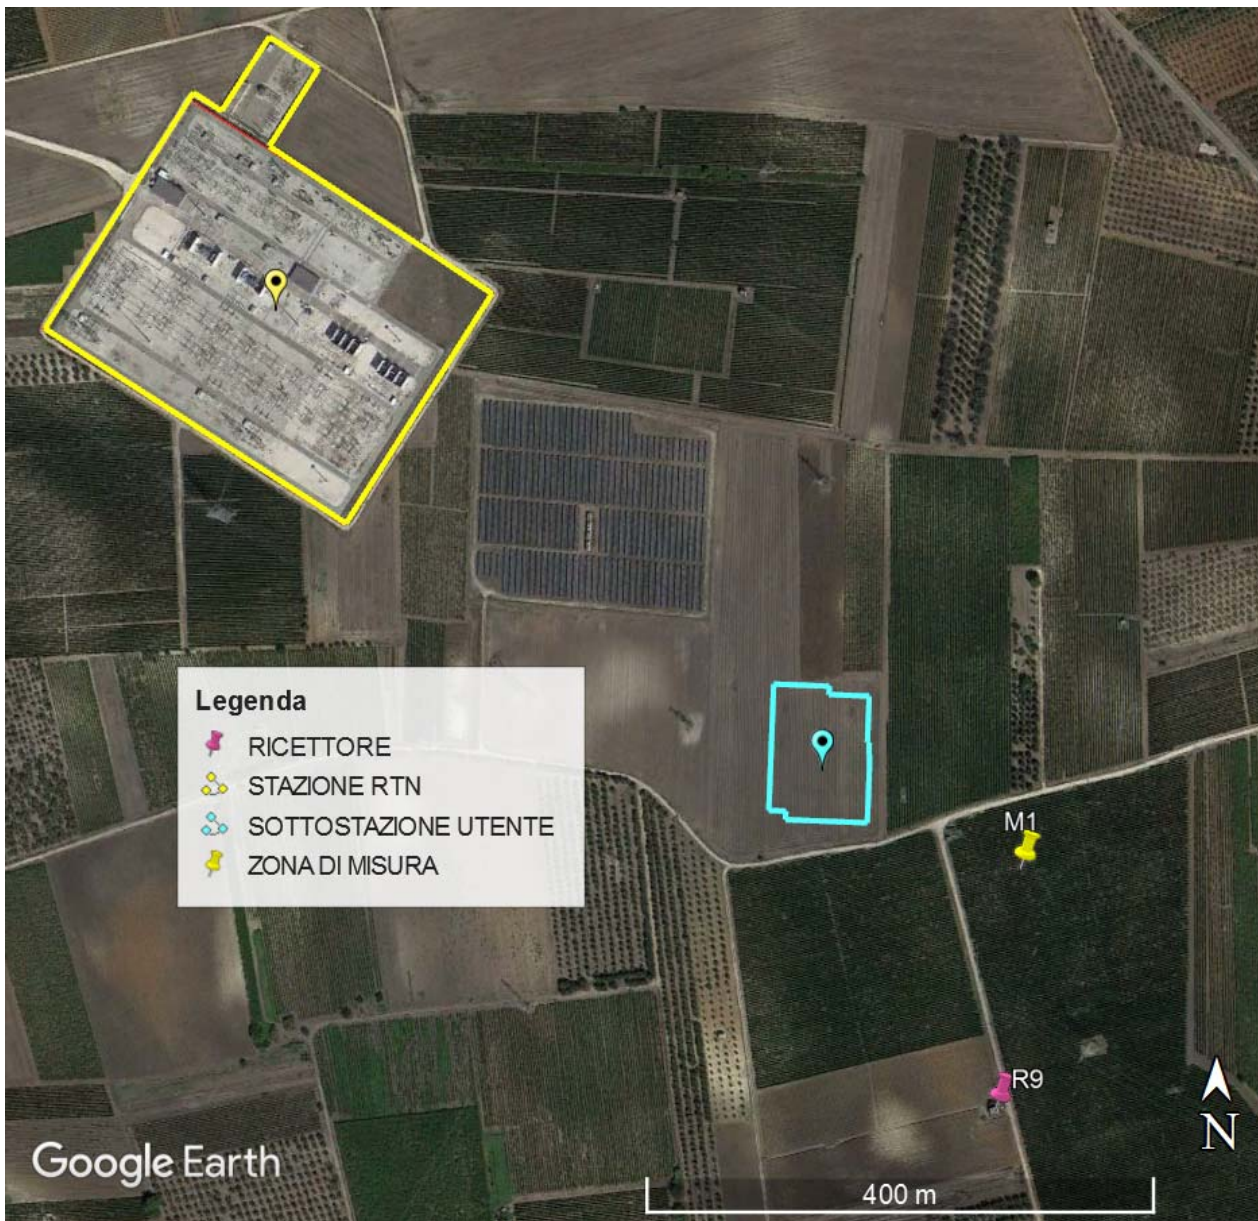 Legenda
RICETTORE
STAZIONE RTN
SOTTOSTAZIONE UTENTE
ZONA DI MISURA
M1
R9
N
Google Earth
400 m